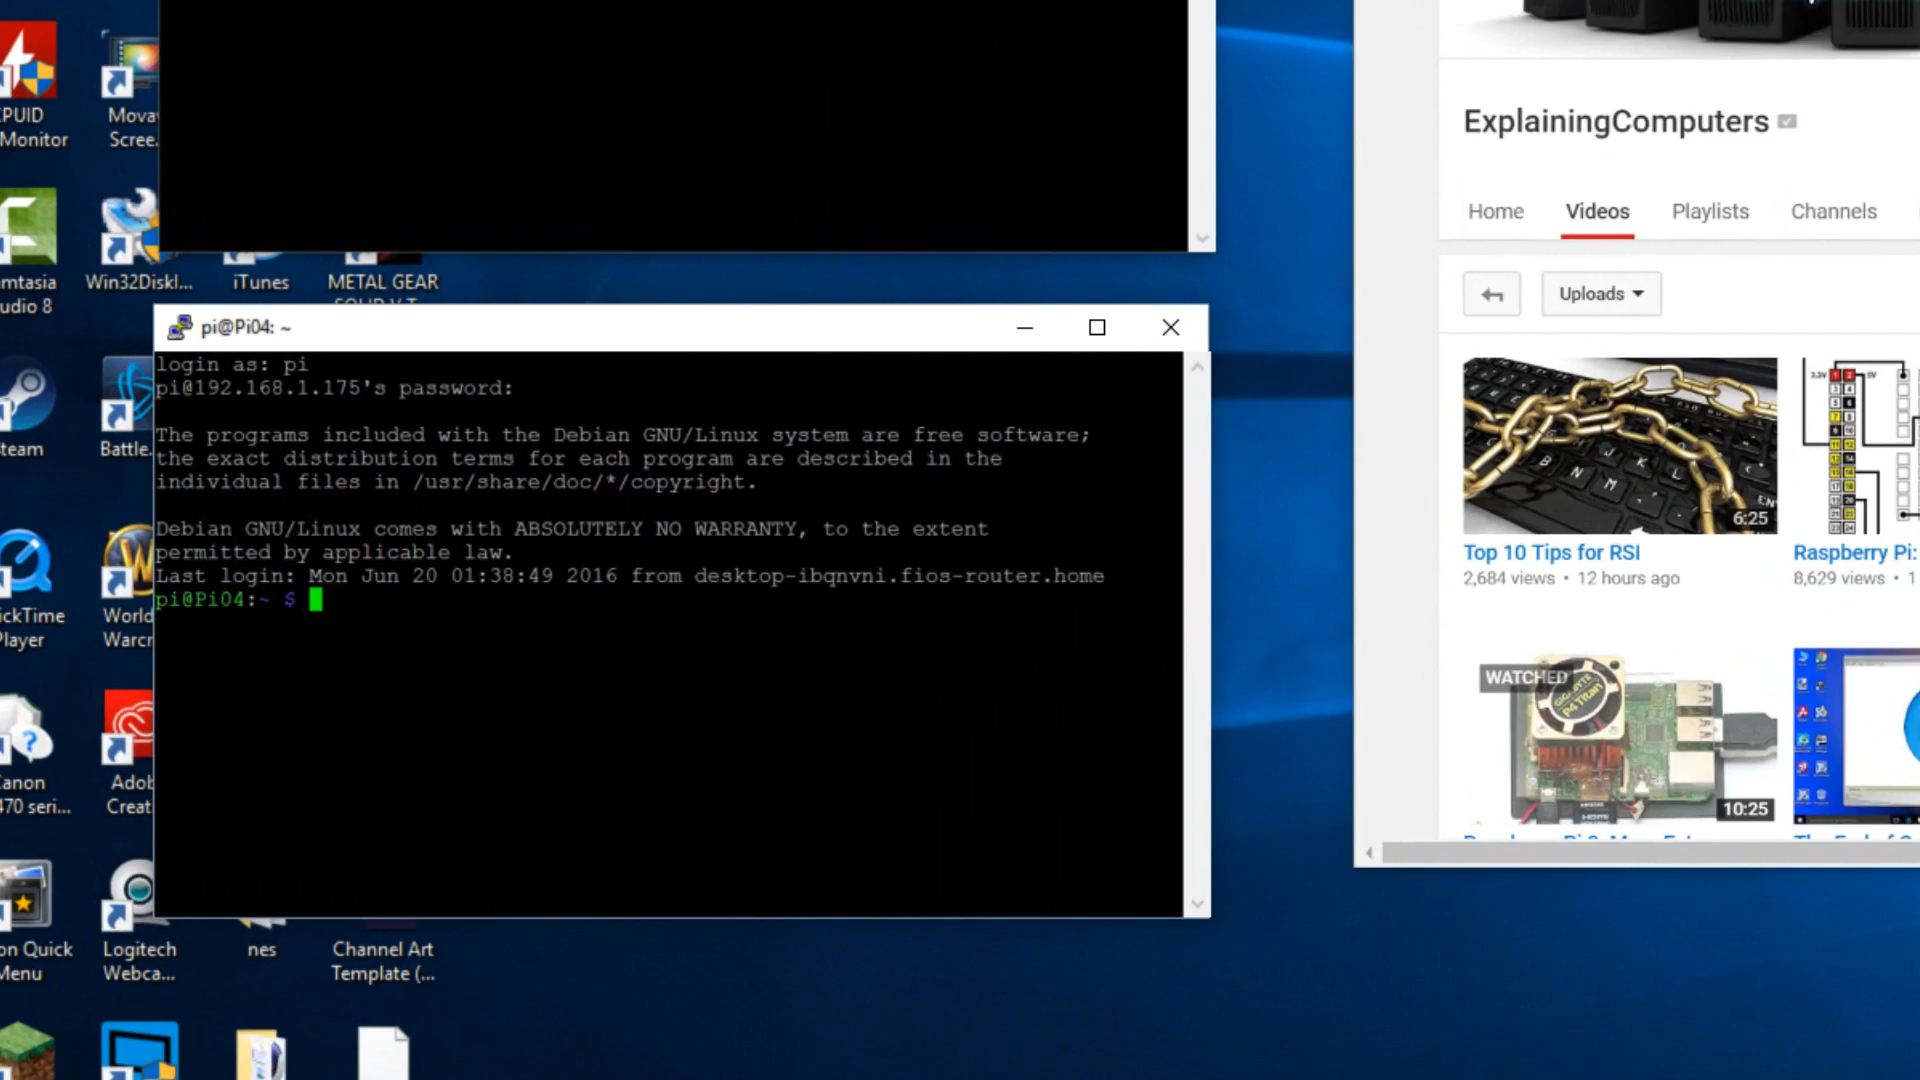 PUID
Monitor
Mova
Scree.
mtasia
udio 8
Win32DiskI...
iTunes
METAL GEAR
team
Battle.
ickTime
Player
World
Warcr
anon
470 seri...
Adob
Creat
on Quick
Menu
Logitech
Webca...
nes
Channel Art
Template (...
pi@Pi04: ~
login as: pi
pi@192.168.1.175's password:
The programs included with the Debian GNU/Linux system are free software;
the exact distribution terms for each program are described in the
individual files in /usr/share/doc/*/copyright.
Debian GNU/Linux comes with ABSOLUTELY NO WARRANTY, to the extent
permitted by applicable law.
Last login: Mon Jun 20 01:38:49 2016 from desktop-ibqnvni.fios-router.home
pi@Pi04:~ $
ExplainingComputers
Home Videos Playlists Channels
Uploads
6:25
Top 10 Tips for RSI
2,684 views • 12 hours ago
Raspberry Pi:
8,629 views • 1
WATCHED
GIGABYTE
P4 Titan
HDMI
10:25